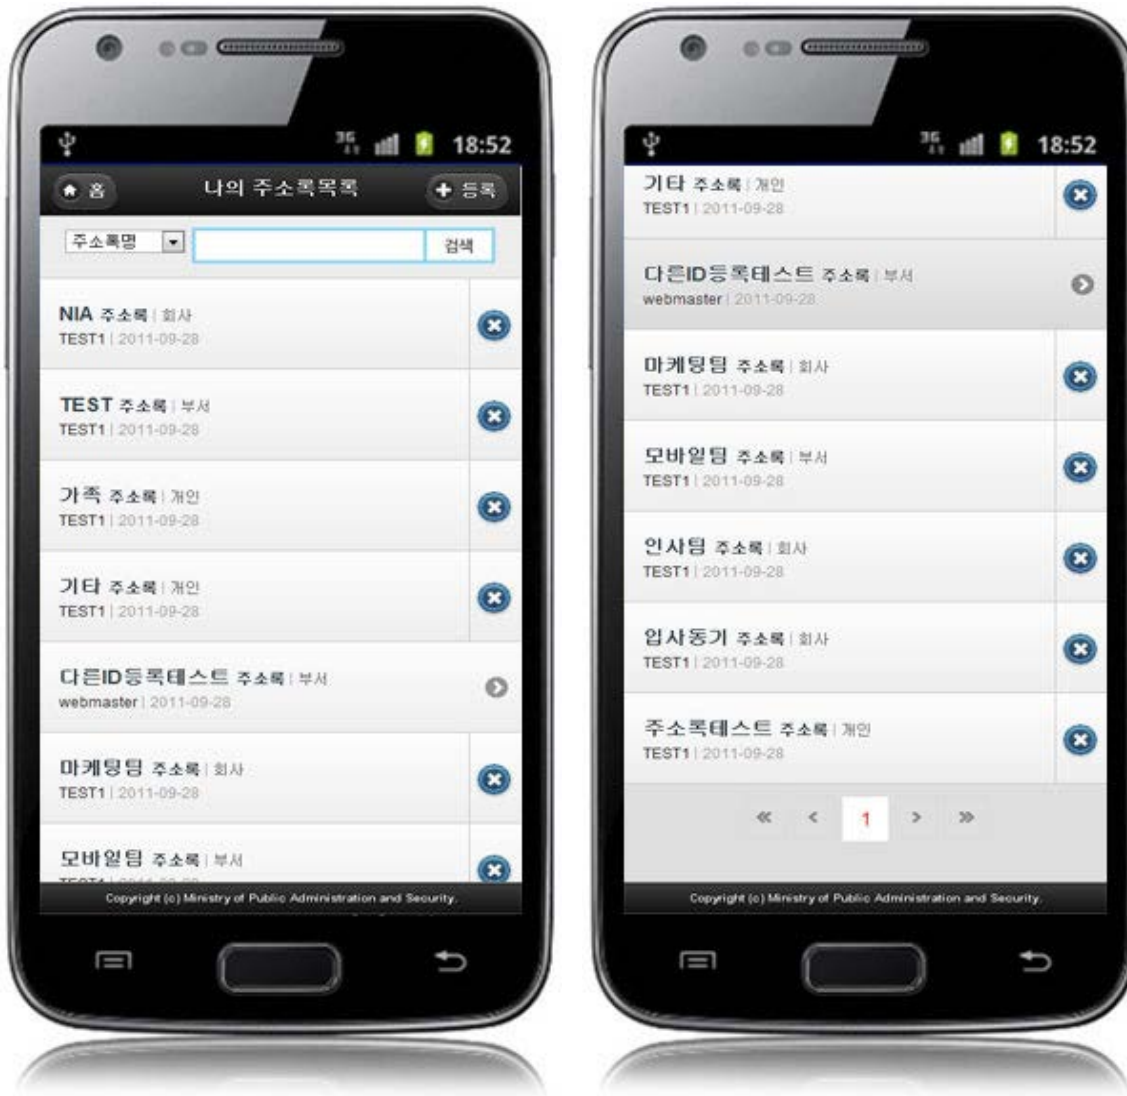 18:52
홈
나의 주소록목록
등록
주소록명
검색
NIA 주소록 | 회사
TEST1 | 2011-09-28
TEST 주소록 | 부서
TEST1 | 2011-09-28
가족 주소록 | 개인
TEST1 | 2011-09-28
기타 주소록 | 개인
TEST1 | 2011-09-28
다른ID등록테스트 주소록 | 부서
webmaster | 2011-09-28
마케팅팀 주소록 | 회사
TEST1 | 2011-09-28
모바일팀 주소록 | 부서
Copyright (c) Ministry of Public Administration and Security.
18:52
기타 주소록 | 개인
TEST1 | 2011-09-28
다른ID등록테스트 주소록 | 부서
webmaster | 2011-09-28
마케팅팀 주소록 | 회사
TEST1 | 2011-09-28
모바일팀 주소록 | 부서
TEST1 | 2011-09-28
인사팀 주소록 | 회사
TEST1 | 2011-09-28
입사동기 주소록 | 회사
TEST1 | 2011-09-28
주소록테스트 주소록 | 개인
TEST1 | 2011-09-28
« < 1 > »
Copyright (c) Ministry of Public Administration and Security.